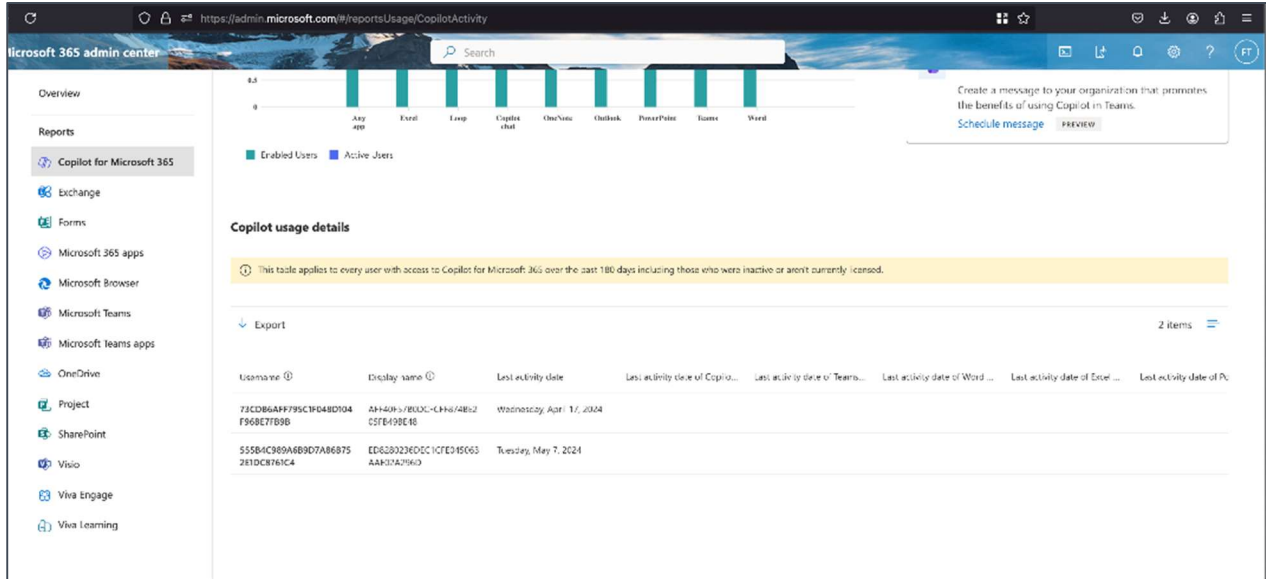 https://admin.microsoft.com/#/reportsUsage/CopilotActivity
Microsoft 365 admin center
Search
FT
Overview
Reports
Copilot for Microsoft 365
Exchange
Forms
Microsoft 365 apps
Microsoft Browser
Microsoft Teams
Microsoft Teams apps
OneDrive
Project
SharePoint
Visio
Viva Engage
Viva Learning
0.5
0
Any app
Excel
Loop
Copilot chat
OneNote
Outlook
PowerPoint
Teams
Word
Enabled Users
Active Users
Create a message to your organization that promotes
the benefits of using Copilot in Teams.
Schedule message PREVIEW
Copilot usage details
This table applies to every user with access to Copilot for Microsoft 365 over the past 180 days including those who were inactive or aren't currently licensed.
Export
2 items
Username
Display name
Last activity date
Last activity date of Copilo...
Last activity date of Teams...
Last activity date of Word ...
Last activity date of Excel ...
Last activity date of Po
73CDB6AFF795C1F048D104
F968E7FB9B
Wednesday, April 17, 2024
555B4C989A6B9D7A86B75
2E1DC8761C4
Tuesday, May 7, 2024